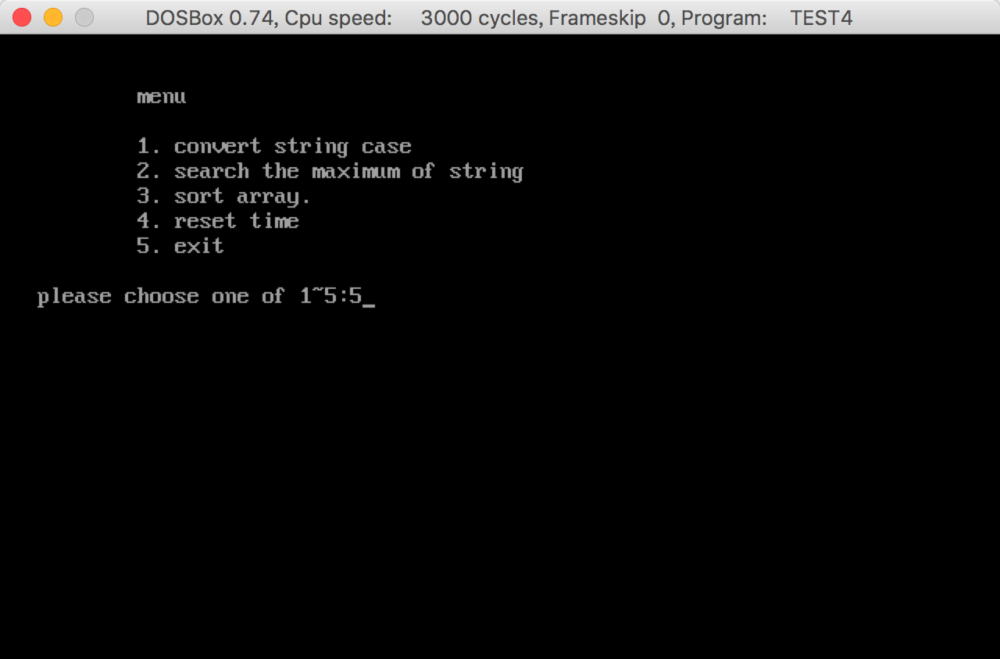 DOSBox 0.74, Cpu speed: 3000 cycles, Frameskip 0, Program: TEST4
menu
1. convert string case
2. search the maximum of string
3. sort array.
4. reset time
5. exit
please choose one of 1~5:5_